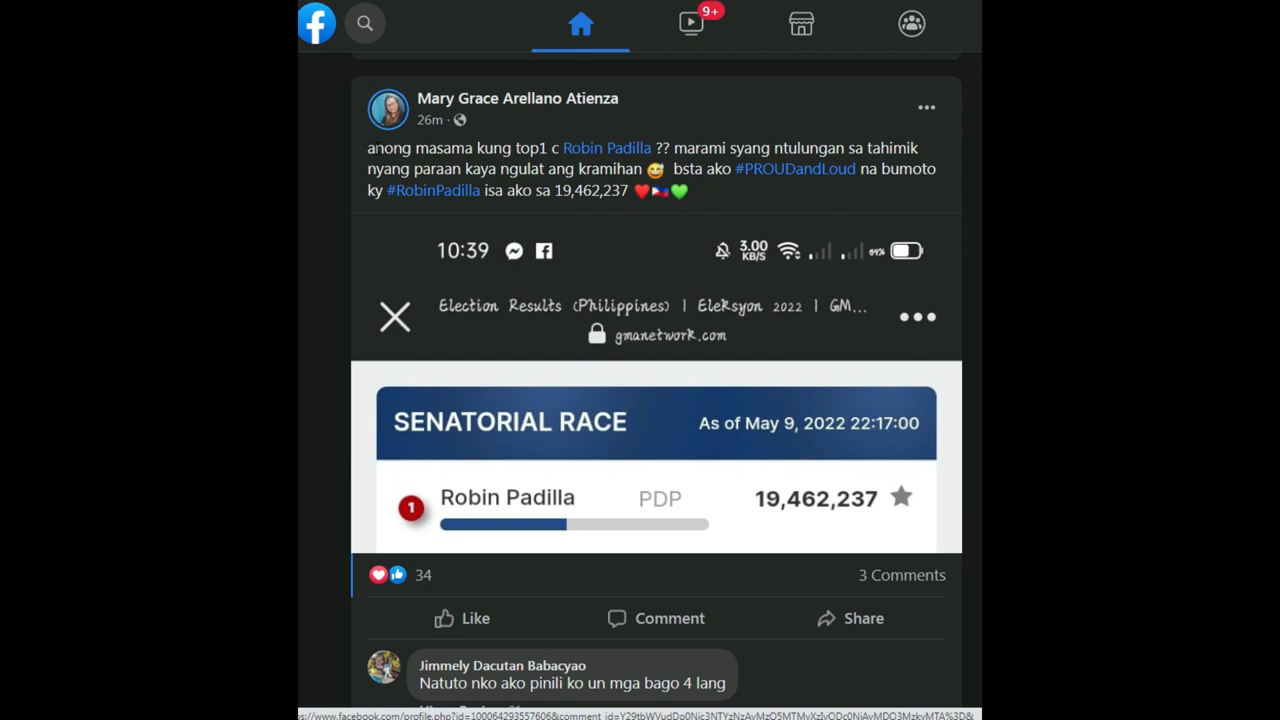 9+
Mary Grace Arellano Atienza
26m ·
anong masama kung top1 c Robin Padilla ?? marami syang ntulungan sa tahimik
nyang paraan kaya ngulat ang kramihan 😅 bsta ako #PROUDandLoud na bumoto
ky #RobinPadilla isa ako sa 19,462,237 ❤️🇵🇭💚
10:39 3.00 KB/S 69%
Election Results (Philippines) | Eleksyon 2022 | GM...
gmanetwork.com
SENATORIAL RACE As of May 9, 2022 22:17:00
1 Robin Padilla PDP 19,462,237
34 3 Comments
Like Comment Share
Jimmely Dacutan Babacyao
Natuto nko ako pinili ko un mga bago 4 lang